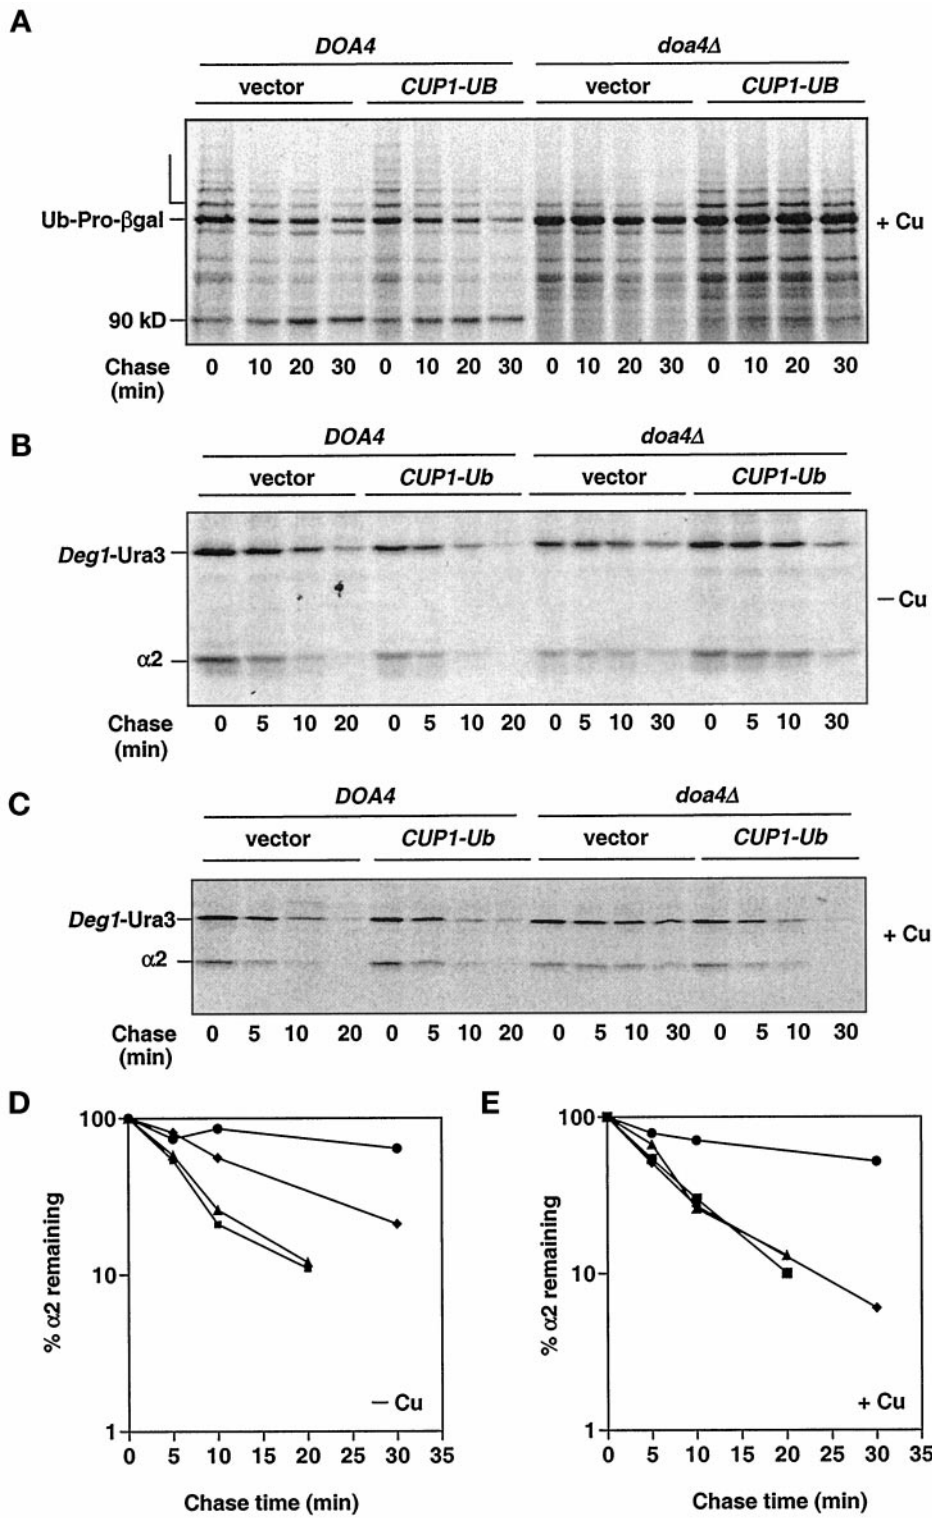 A
DOA4 doa4Δ
vector CUP1-UB vector CUP1-UB
Ub-Pro-βgal
+ Cu
90 kD
Chase (min) 0 10 20 30 0 10 20 30 0 10 20 30 0 10 20 30
B
DOA4 doa4Δ
vector CUP1-Ub vector CUP1-Ub
Deg1-Ura3
— Cu
α2
Chase (min) 0 5 10 20 0 5 10 20 0 5 10 30 0 5 10 30
C
DOA4 doa4Δ
vector CUP1-Ub vector CUP1-Ub
Deg1-Ura3
+ Cu
α2
Chase (min) 0 5 10 20 0 5 10 20 0 5 10 30 0 5 10 30
D
100
10
1
% α2 remaining
— Cu
0 5 10 15 20 25 30 35
Chase time (min)
E
100
10
1
% α2 remaining
+ Cu
0 5 10 15 20 25 30 35
Chase time (min)